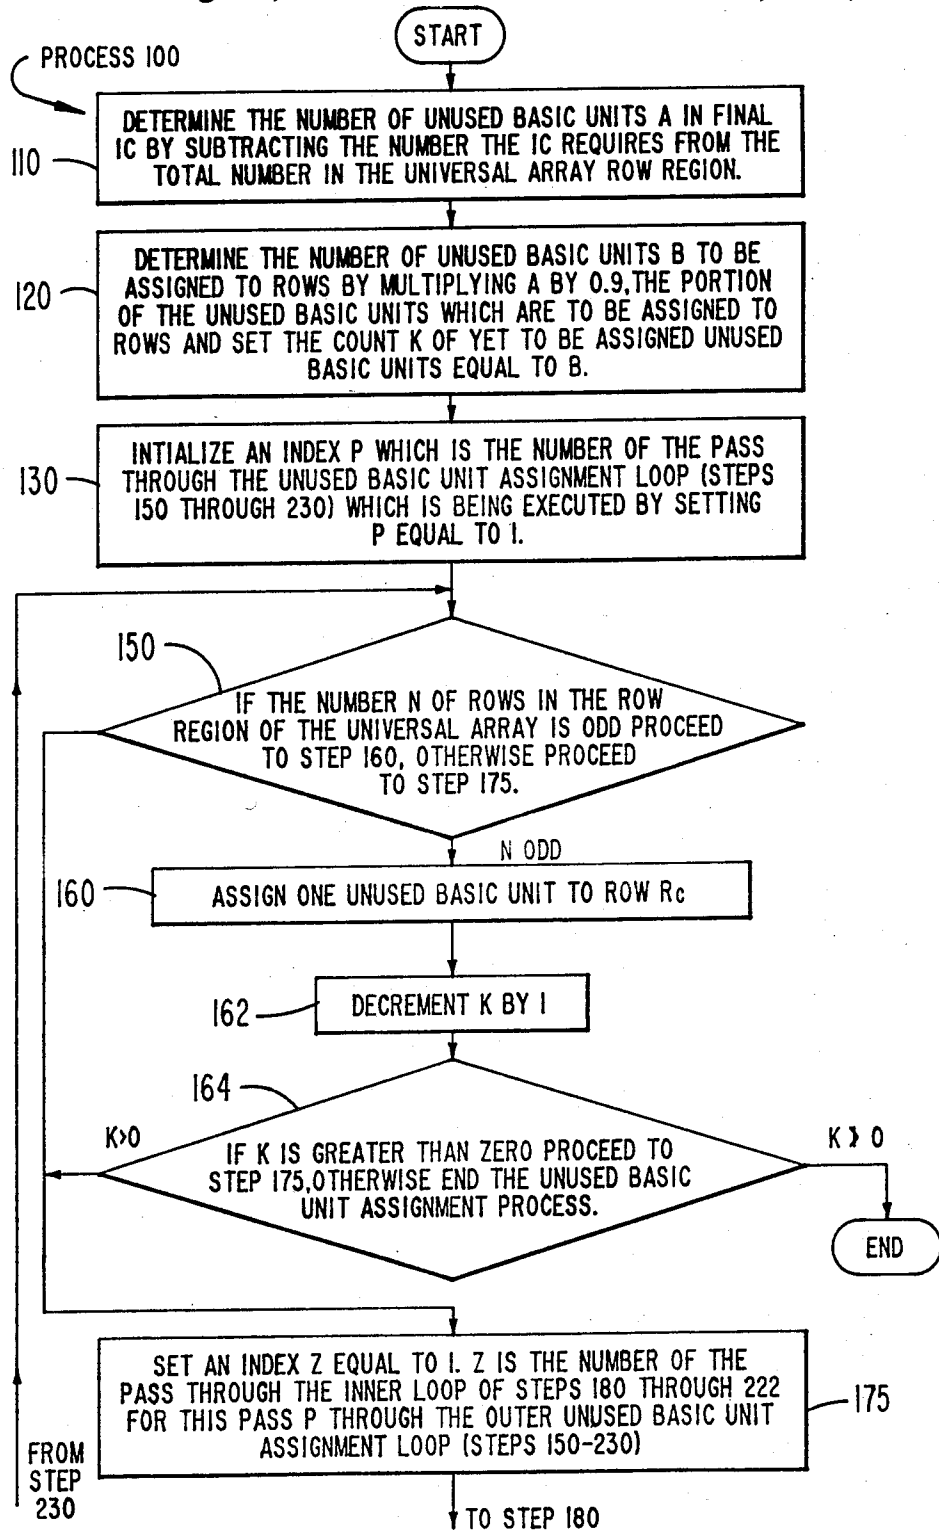 START
PROCESS 100
110
DETERMINE THE NUMBER OF UNUSED BASIC UNITS A IN FINAL
IC BY SUBTRACTING THE NUMBER THE IC REQUIRES FROM THE
TOTAL NUMBER IN THE UNIVERSAL ARRAY ROW REGION.
120
DETERMINE THE NUMBER OF UNUSED BASIC UNITS B TO BE
ASSIGNED TO ROWS BY MULTIPLYING A BY 0.9,THE PORTION
OF THE UNUSED BASIC UNITS WHICH ARE TO BE ASSIGNED TO
ROWS AND SET THE COUNT K OF YET TO BE ASSIGNED UNUSED
BASIC UNITS EQUAL TO B.
130
INTIALIZE AN INDEX P WHICH IS THE NUMBER OF THE PASS
THROUGH THE UNUSED BASIC UNIT ASSIGNMENT LOOP (STEPS
150 THROUGH 230) WHICH IS BEING EXECUTED BY SETTING
P EQUAL TO 1.
150
IF THE NUMBER N OF ROWS IN THE ROW
REGION OF THE UNIVERSAL ARRAY IS ODD PROCEED
TO STEP 160, OTHERWISE PROCEED
TO STEP 175.
N ODD
160
ASSIGN ONE UNUSED BASIC UNIT TO ROW Rc
162
DECREMENT K BY 1
164
K>0
K ≯ 0
IF K IS GREATER THAN ZERO PROCEED TO
STEP 175,OTHERWISE END THE UNUSED BASIC
UNIT ASSIGNMENT PROCESS.
END
SET AN INDEX Z EQUAL TO 1. Z IS THE NUMBER OF THE
PASS THROUGH THE INNER LOOP OF STEPS 180 THROUGH 222
FOR THIS PASS P THROUGH THE OUTER UNUSED BASIC UNIT
ASSIGNMENT LOOP (STEPS 150-230)
175
FROM
STEP
230
TO STEP 180